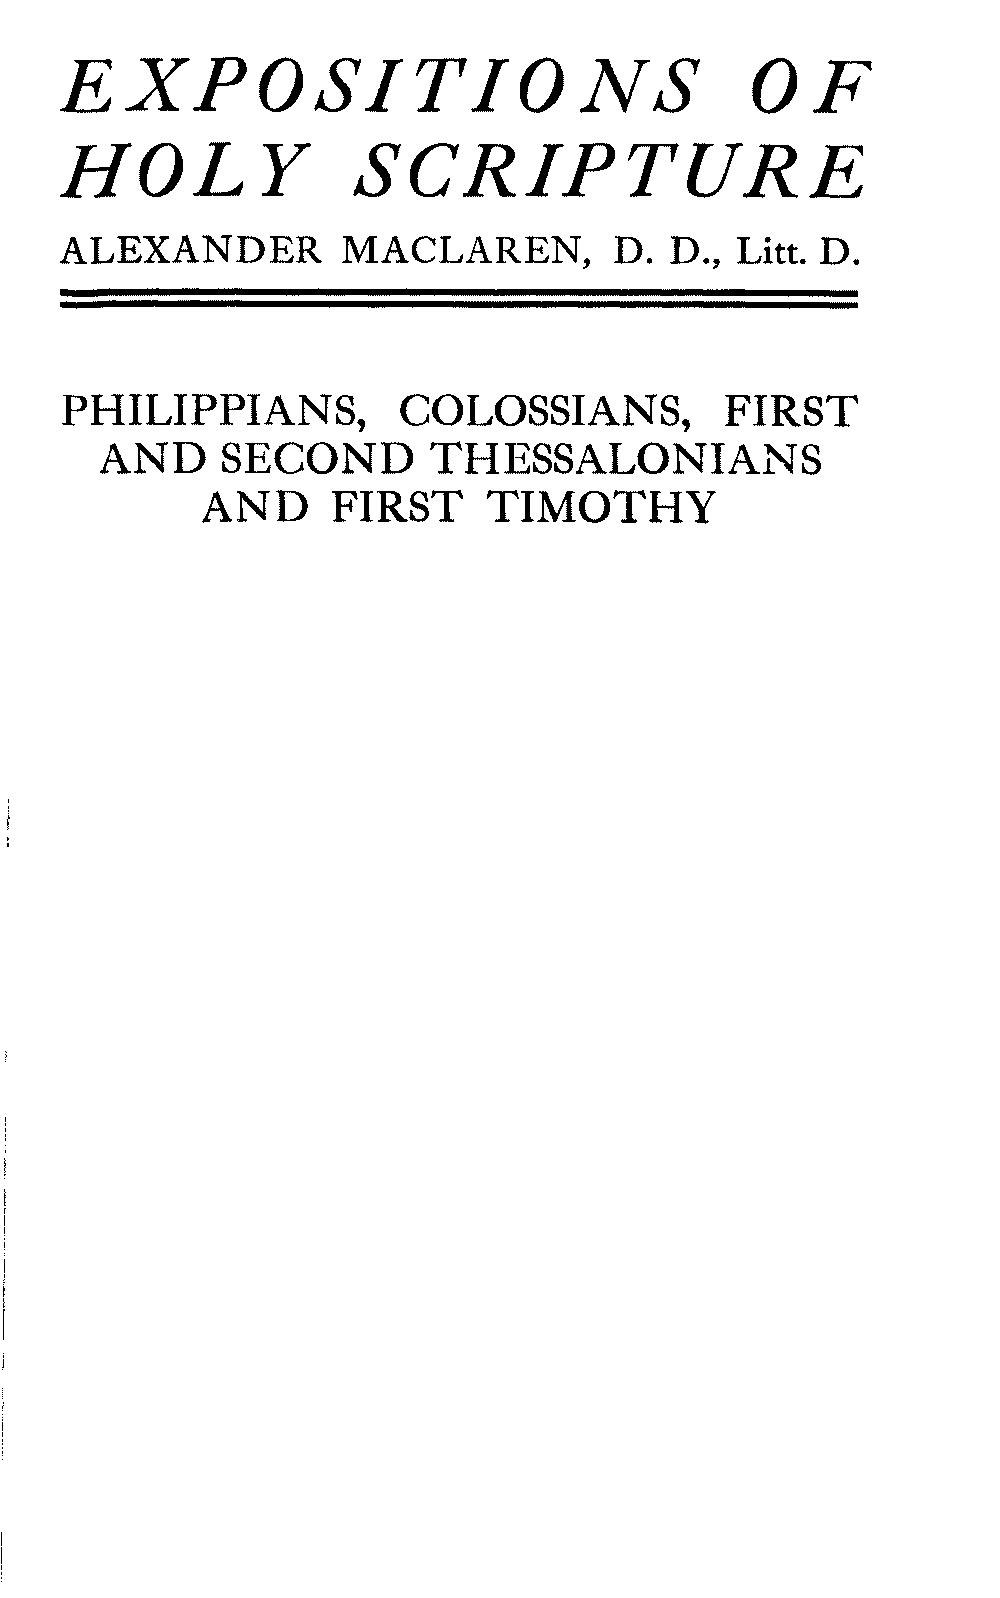 EXPOSITIONS OF
HOLY SCRIPTURE
ALEXANDER MACLAREN, D. D., Litt. D.
PHILIPPIANS, COLOSSIANS, FIRST
AND SECOND THESSALONIANS
AND FIRST TIMOTHY